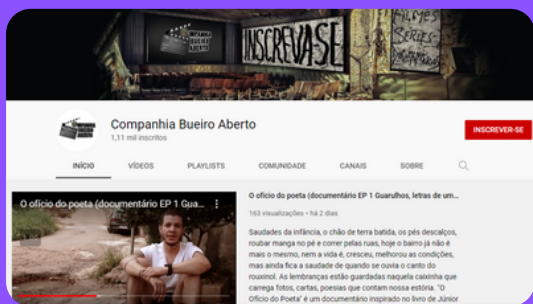 COMPANHIA
BUEIRO
ABERTO
INSCREVA-SE
FILMES
SERIES-
Companhia Bueiro Aberto
1,11 mil inscritos
INSCREVER-SE
INÍCIO VÍDEOS PLAYLISTS COMUNIDADE CANAIS SOBRE
O ofício do poeta (documentário EP 1 Gua...
O ofício do poeta (documentário EP 1 Guarulhos, letras de um...
163 visualizações • há 2 dias
Saudades da infância, o chão de terra batida, os pés descalços,
roubar manga no pé e correr pelas ruas, hoje o bairro já não é
mais o mesmo, nem a vida é, cresceu, melhorou as condições,
mas ainda fica a saudade de quando se ouvia o canto do
rouxinol. As lembranças estão guardadas naquela caixinha que
carrega fotos, cartas, poesias que contam nossa estória. "O
Ofício do Poeta' é um documentário inspirado no livro de Júnior